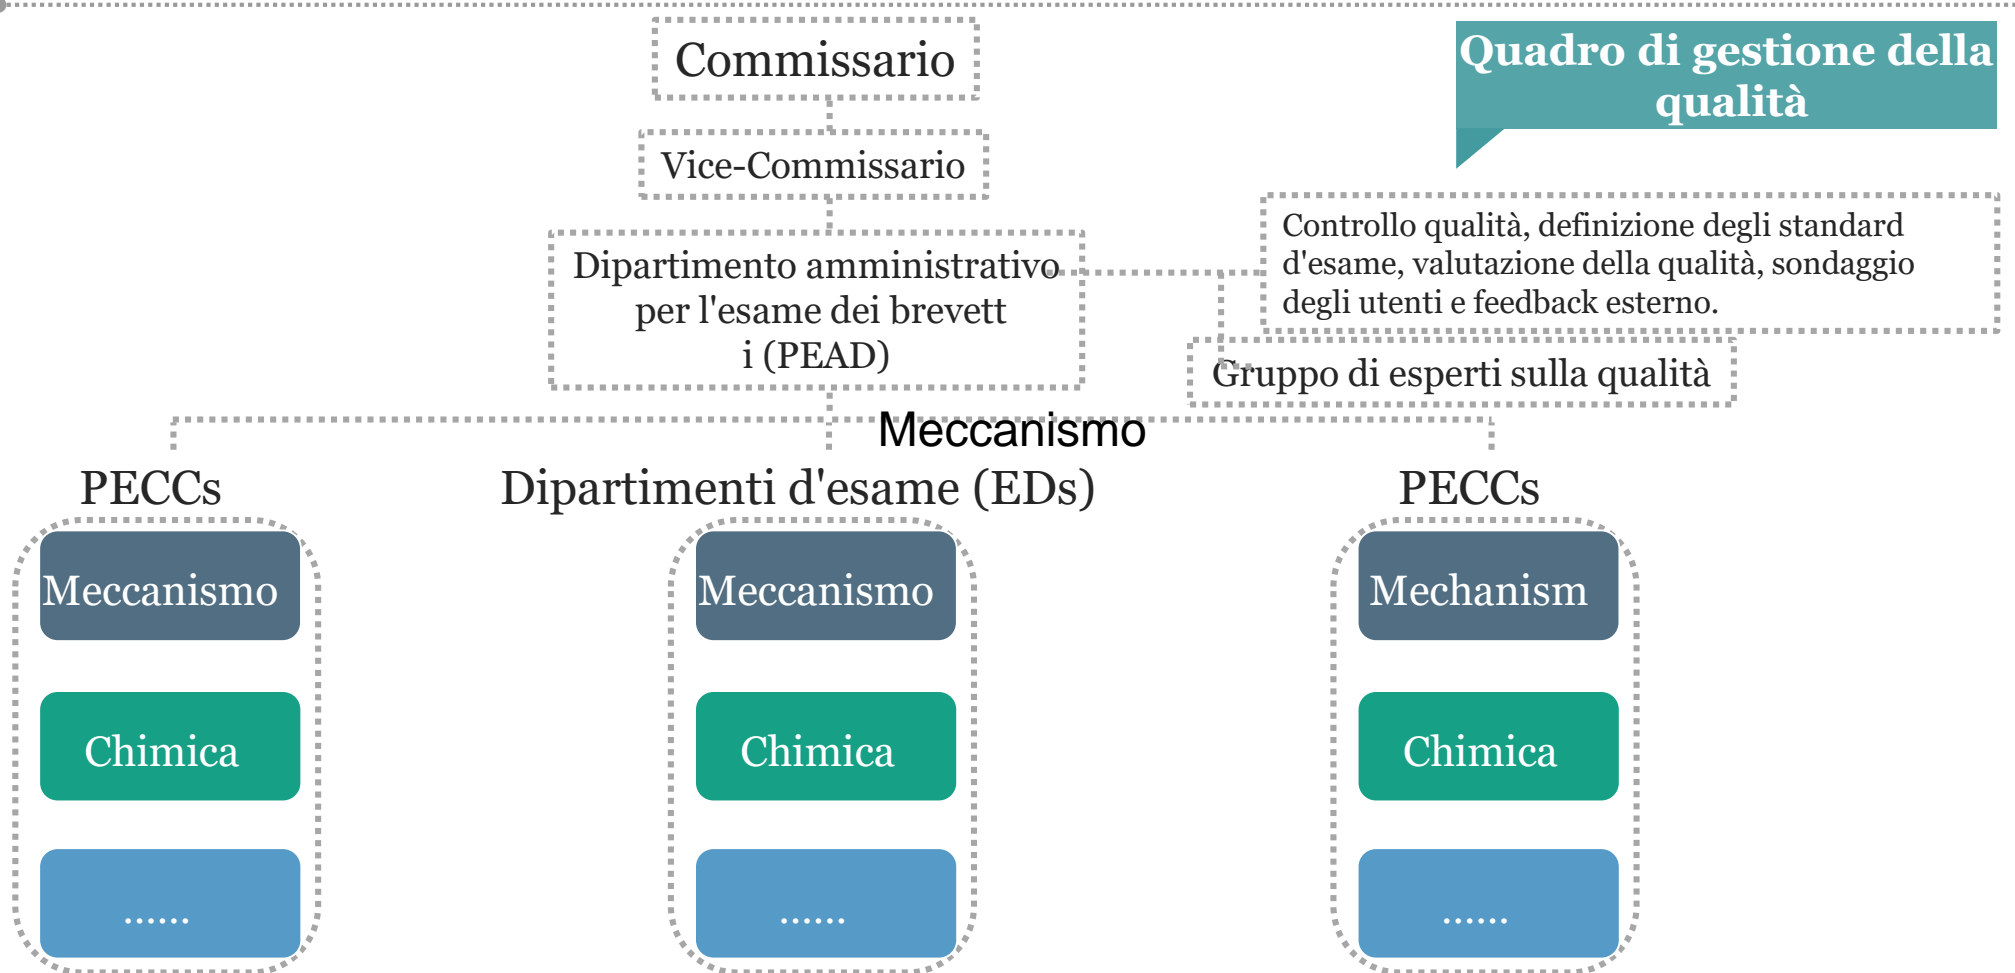 Commissario
Quadro di gestione della
qualità
Vice-Commissario
Dipartimento amministrativo
per l'esame dei brevett
i (PEAD)
Controllo qualità, definizione degli standard
d'esame, valutazione della qualità, sondaggio
degli utenti e feedback esterno.
Gruppo di esperti sulla qualità
Meccanismo
PECCs
Dipartimenti d'esame (EDs)
PECCs
Meccanismo
Meccanismo
Mechanism
Chimica
Chimica
Chimica
......
......
......